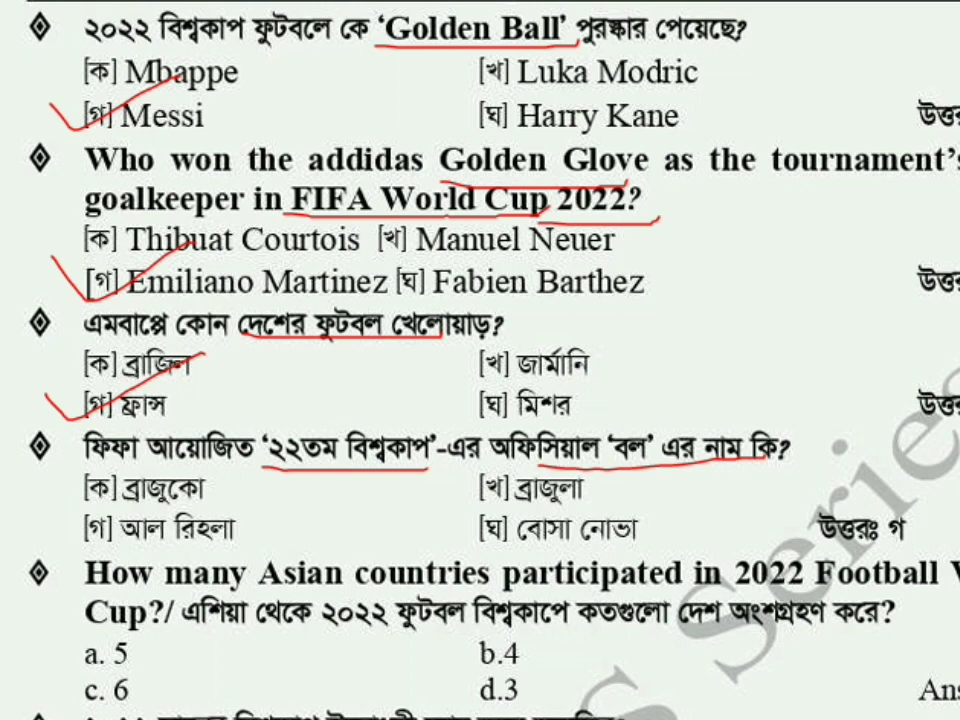 ২০২২ বিশ্বকাপ ফুটবলে কে ‘Golden Ball’ পুরষ্কার পেয়েছে?
[ক] Mbappe [খ] Luka Modric
[গ] Messi [ঘ] Harry Kane
Who won the addidas Golden Glove as the tournament’s
goalkeeper in FIFA World Cup 2022?
[ক] Thibuat Courtois [খ] Manuel Neuer
[গ] Emiliano Martinez [ঘ] Fabien Barthez
এমবাপ্পে কোন দেশের ফুটবল খেলোয়াড়?
[ক] ব্রাজিল [খ] জার্মানি
[গ] ফ্রান্স [ঘ] মিশর
ফিফা আয়োজিত ‘২২তম বিশ্বকাপ’-এর অফিসিয়াল ‘বল’ এর নাম কি?
[ক] ব্রাজুকো [খ] ব্রাজুলা
[গ] আল রিহলা [ঘ] বোসা নোভা উত্তরঃ গ
How many Asian countries participated in 2022 Football
Cup?/ এশিয়া থেকে ২০২২ ফুটবল বিশ্বকাপে কতগুলো দেশ অংশগ্রহণ করে?
a. 5 b.4
c. 6 d.3